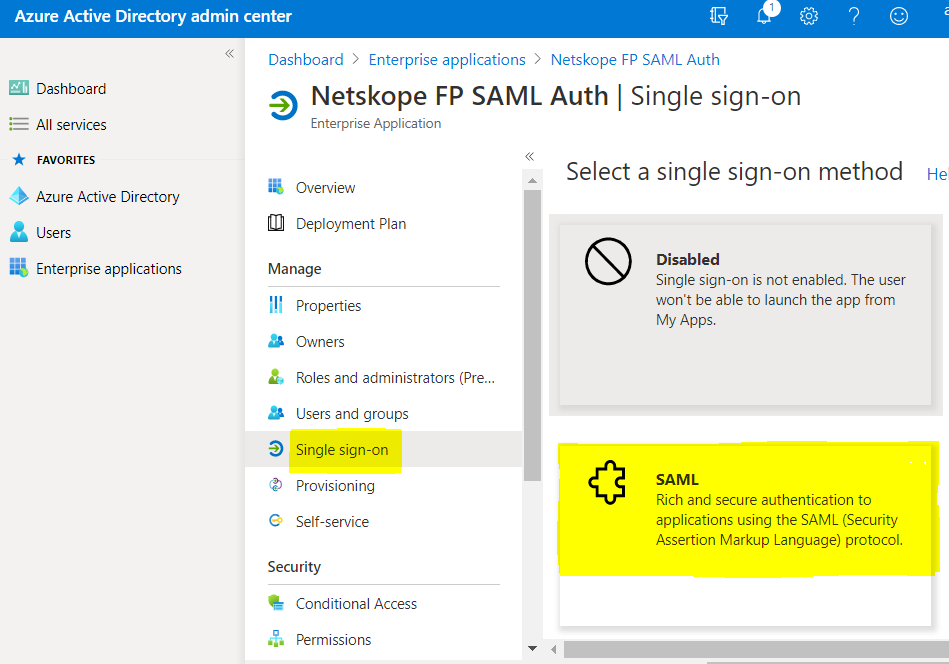 Azure Active Directory admin center
1
Dashboard
All services
FAVORITES
Azure Active Directory
Users
Enterprise applications
Dashboard > Enterprise applications > Netskope FP SAML Auth
Netskope FP SAML Auth | Single sign-on
Enterprise Application
Overview
Deployment Plan
Manage
Properties
Owners
Roles and administrators (Pre...
Users and groups
Single sign-on
Provisioning
Self-service
Security
Conditional Access
Permissions
Select a single sign-on method
Disabled
Single sign-on is not enabled. The user
won't be able to launch the app from
My Apps.
SAML
Rich and secure authentication to
applications using the SAML (Security
Assertion Markup Language) protocol.